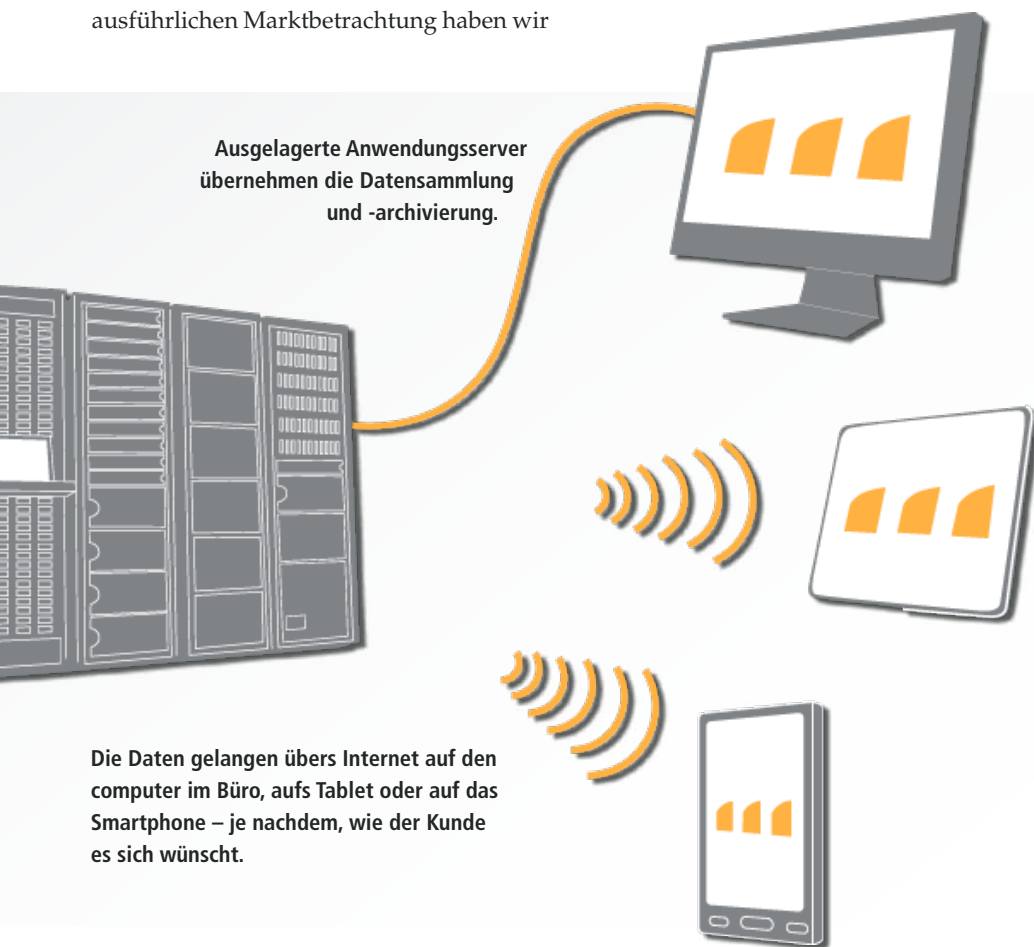 ausführlichen Marktbetrachtung haben wir
Ausgelagerte Anwendungsserver
übernehmen die Datensammlung
und -archivierung.
Die Daten gelangen übers Internet auf den
computer im Büro, aufs Tablet oder auf das
Smartphone – je nachdem, wie der Kunde
es sich wünscht.